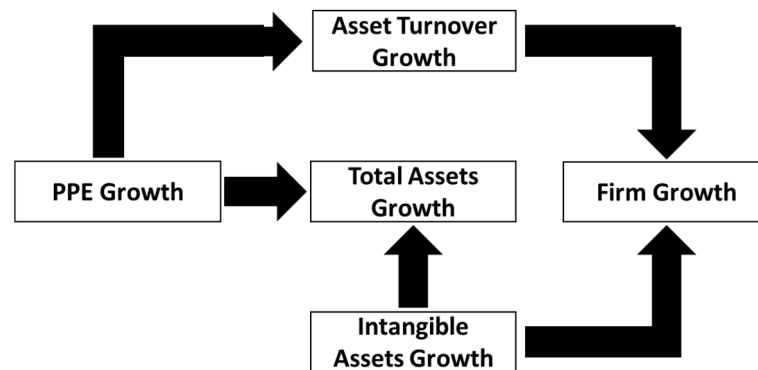 Asset Turnover
Growth
PPE Growth
Total Assets
Growth
Firm Growth
Intangible
Assets Growth